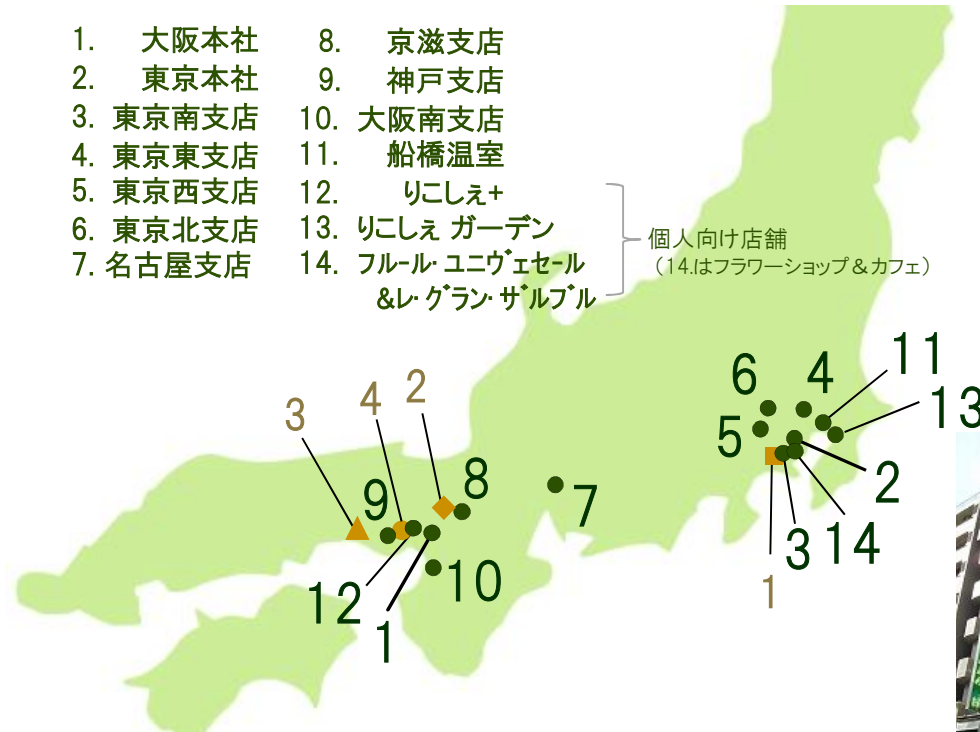 1. 大阪本社
2. 東京本社
3. 東京南支店
4. 東京東支店
5. 東京西支店
6. 東京北支店
7. 名古屋支店
8. 京滋支店
9. 神戸支店
10. 大阪南支店
11. 船橋温室
12. りこしぇ+
13. りこしぇ ガーデン
14. フルール・ユニヴェセール
&レ・グラン・ザルブル
個人向け店舗
（14.はフラワーショップ＆カフェ）
11
6 4
13
2
4
3
5
8
2
9
7
3 14
10
12
1
1